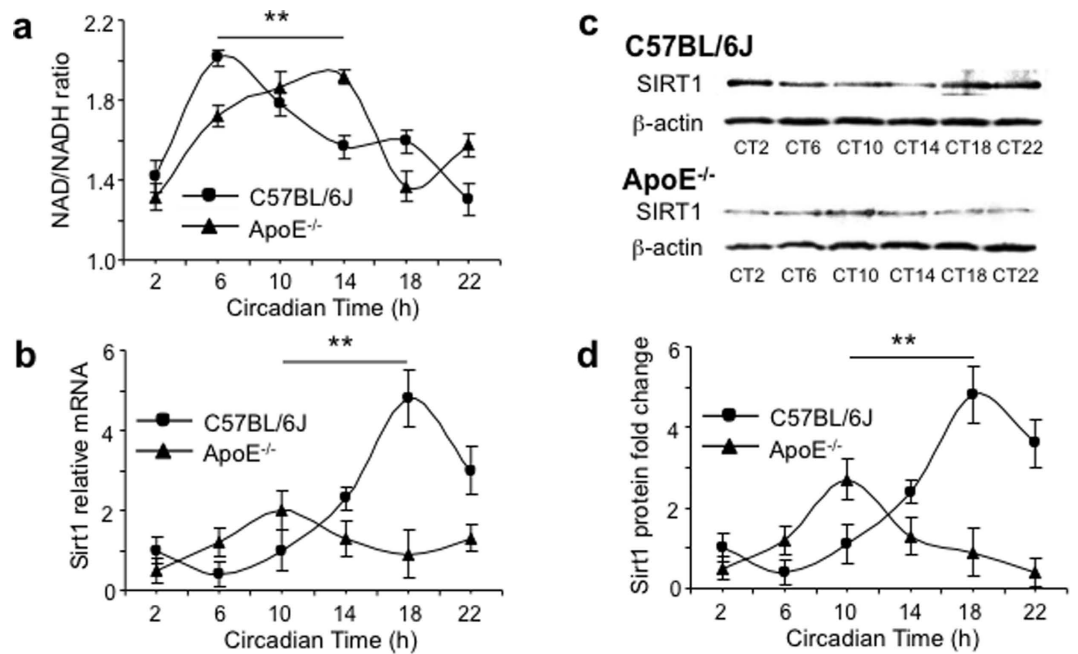 a
**
2.2
1.8
1.4
1.0
NAD/NADH ratio
C57BL/6J
ApoE-/-
2 6 10 14 18 22
Circadian Time (h)
b
**
6
4
2
0
Sirt1 relative mRNA
C57BL/6J
ApoE-/-
2 6 10 14 18 22
Circadian Time (h)
c
C57BL/6J
SIRT1
β-actin
CT2 CT6 CT10 CT14 CT18 CT22
ApoE-/-
SIRT1
β-actin
CT2 CT6 CT10 CT14 CT18 CT22
d
**
6
4
2
0
Sirt1 protein fold change
C57BL/6J
ApoE-/-
2 6 10 14 18 22
Circadian Time (h)